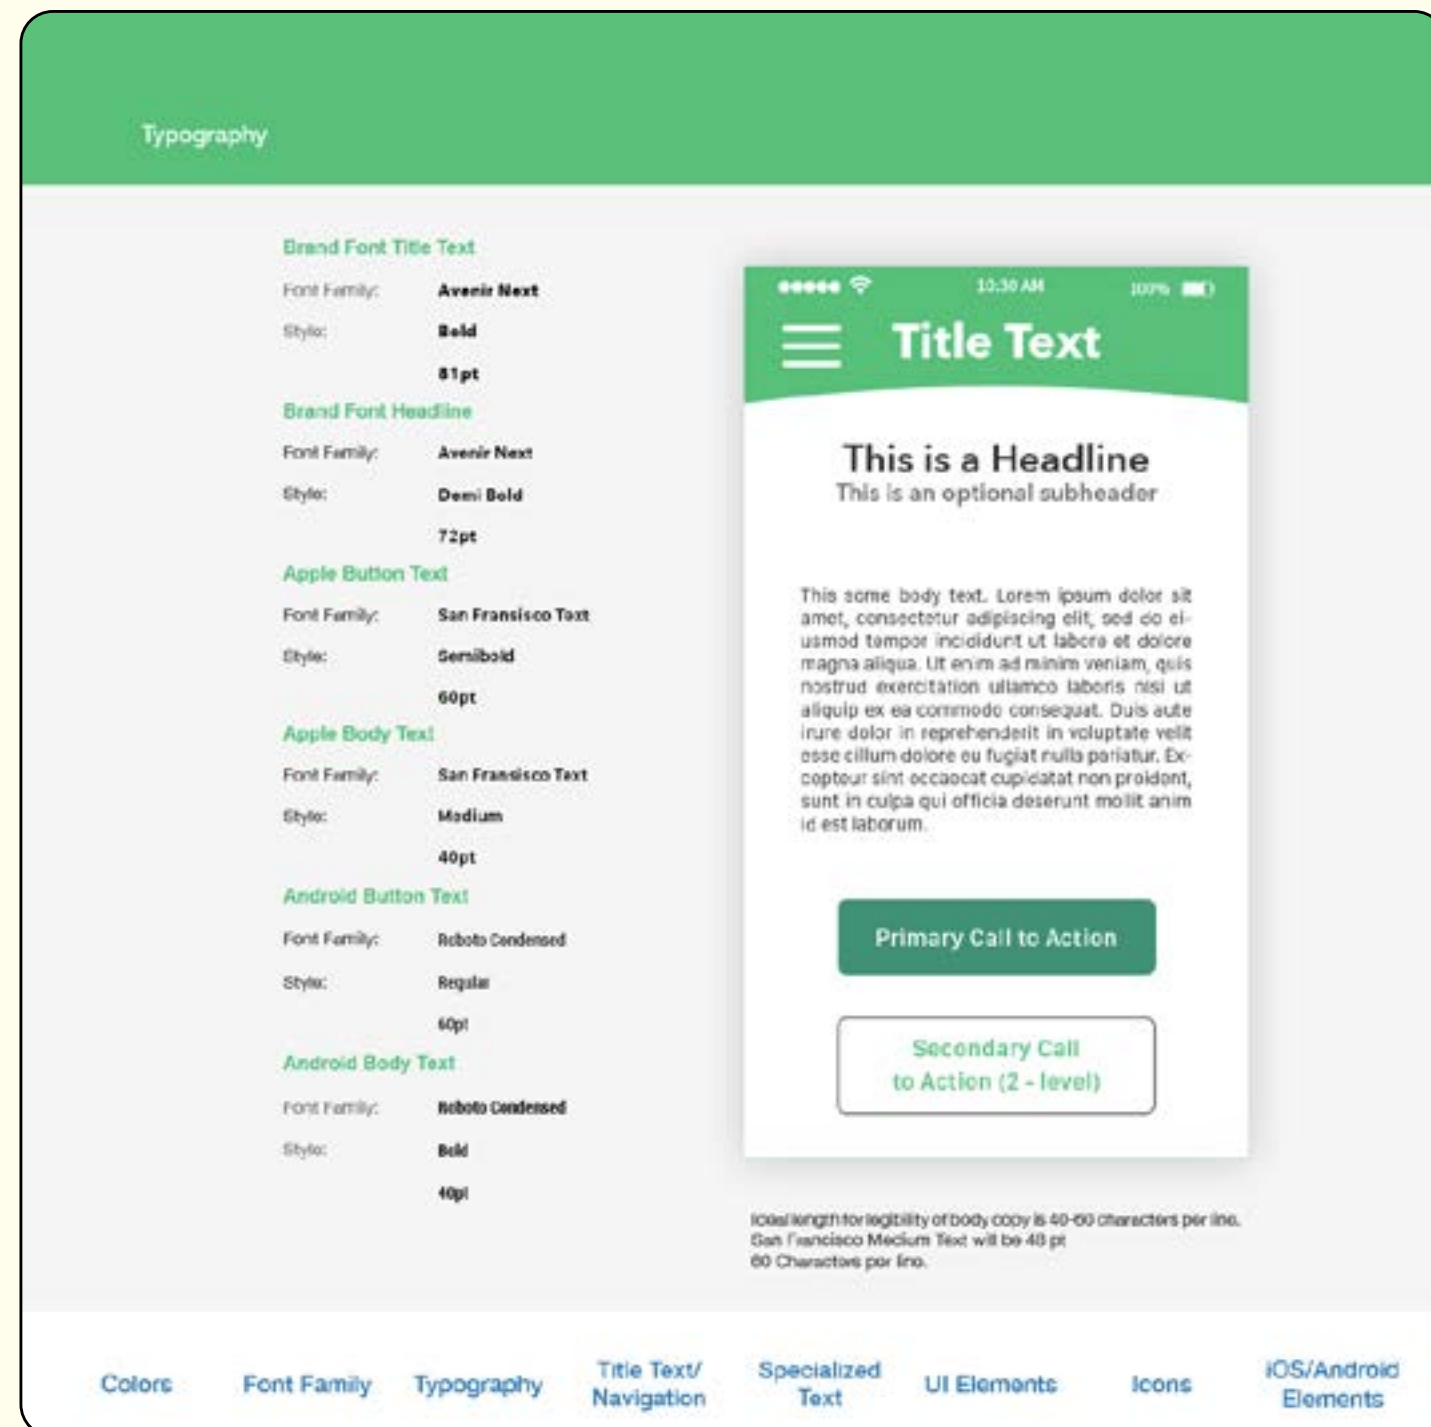 Typography
Brand Font Title Text
Font Family: Avenir Next
Style: Bold
81pt
Brand Font Headline
Font Family: Avenir Next
Style: Demi Bold
72pt
Apple Button Text
Font Family: San Fransisco Text
Style: Semibold
60pt
Apple Body Text
Font Family: San Fransisco Text
Style: Medium
40pt
Android Button Text
Font Family: Roboto Condensed
Style: Regular
60pt
Android Body Text
Font Family: Roboto Condensed
Style: Bold
40pt
10:30 AM 100%
Title Text
This is a Headline
This is an optional subheader
This some body text. Lorem ipsum dolor sit
amet, consectetur adipiscing elit, sed do ei-
usmod tempor incididunt ut labore et dolore
magna aliqua. Ut enim ad minim veniam, quis
nostrud exercitation ullamco laboris nisi ut
aliquip ex ea commodo consequat. Duis aute
irure dolor in reprehenderit in voluptate velit
esse cillum dolore eu fugiat nulla pariatur. Ex-
cepteur sint occaecat cupidatat non proident,
sunt in culpa qui officia deserunt mollit anim
id est laborum.
Primary Call to Action
Secondary Call
to Action (2 - level)
Ideal length for legibility of body copy is 40-60 characters per line.
San Francisco Medium Text will be 48 pt
60 Characters per line.
Colors
Font Family
Typography
Title Text/
Navigation
Specialized
Text
UI Elements
Icons
iOS/Android
Elements